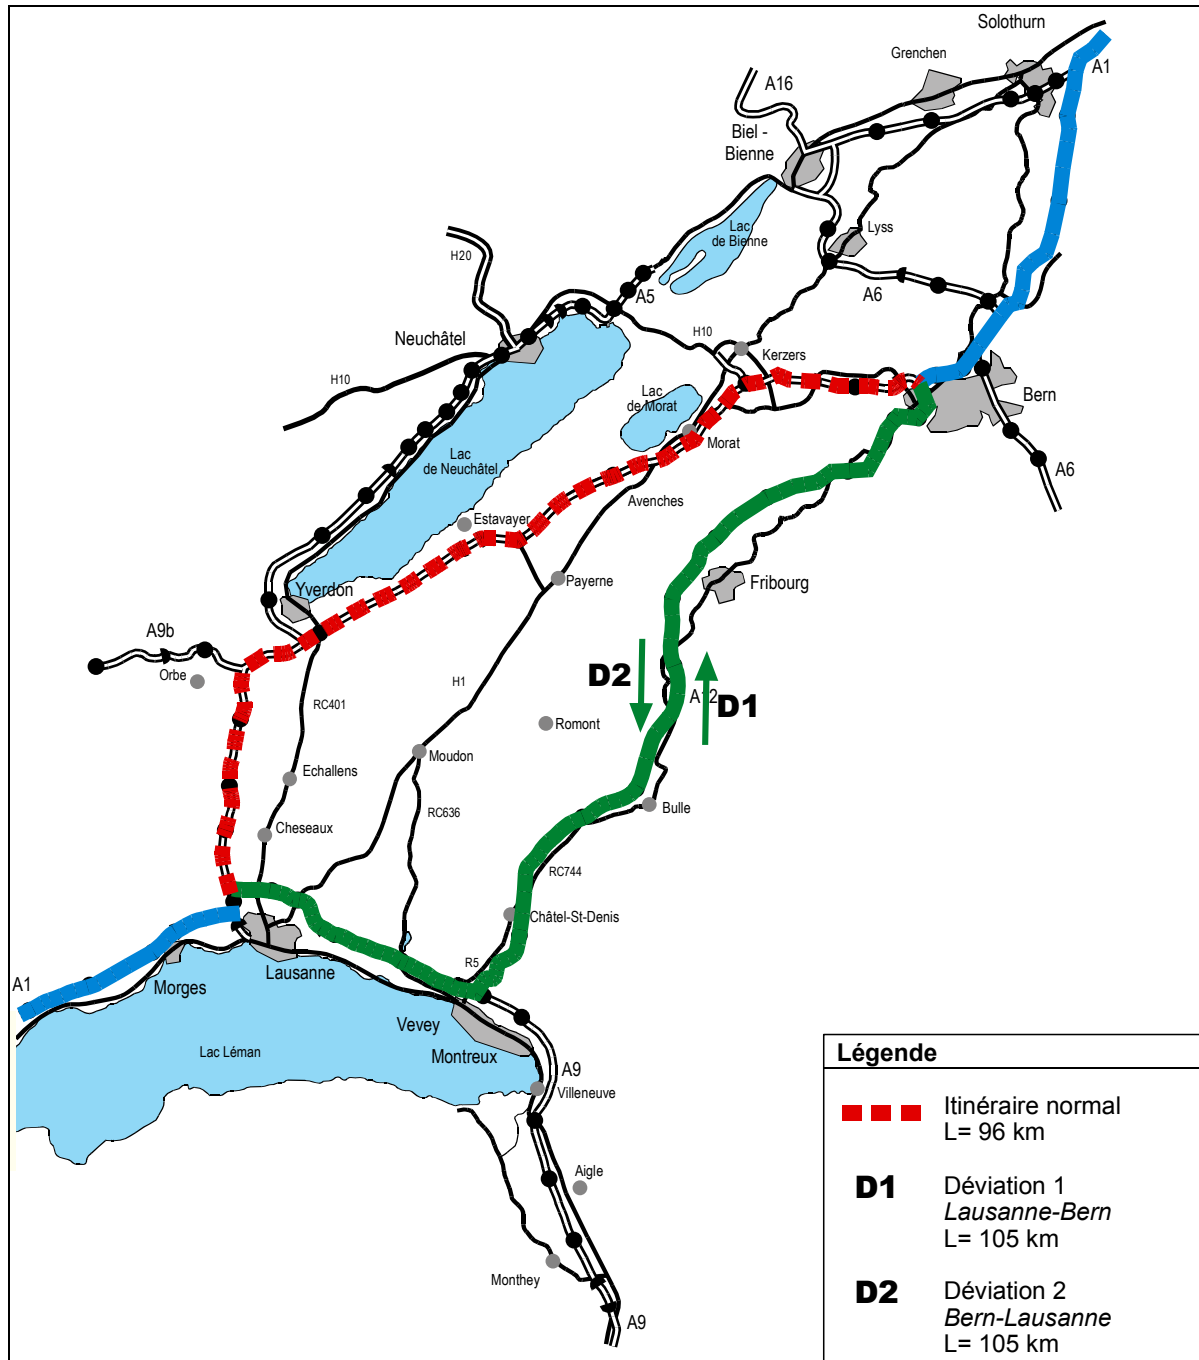 Solothurn
Grenchen
A1
A16
Biel -
Bienne
Lyss
Lac
de Bienne
H20
A5
A6
Neuchâtel
H10
Kerzers
H10
Lac
de Morat
Bern
Morat
Lac
de Neuchâtel
A6
Avenches
Estavayer
Payerne
Fribourg
Yverdon
A9b
Orbe
H1
D2
A12
D1
RC401
Romont
Moudon
Echallens
RC636
Bulle
Cheseaux
RC744
Châtel-St-Denis
R5
Lausanne
A1
Morges
Vevey
Lac Léman
Montreux
A9
Villeneuve
Aigle
Monthey
A9
Légende
Itinéraire normal
L= 96 km
D1
Déviation 1
Lausanne-Bern
L= 105 km
D2
Déviation 2
Bern-Lausanne
L= 105 km